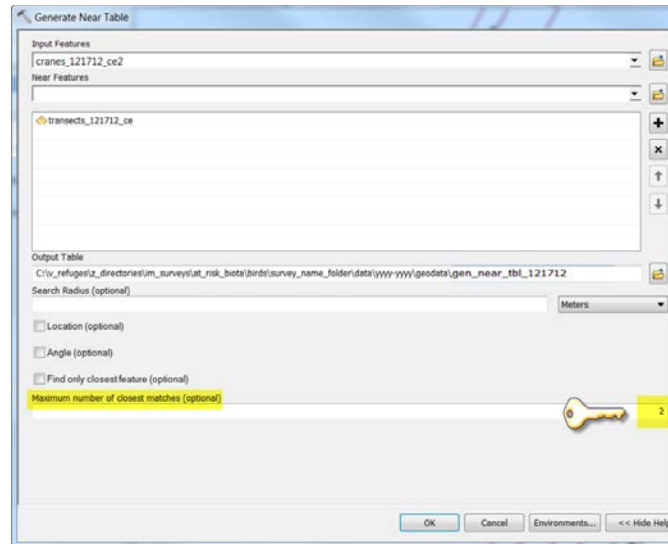 Generate Near Table
Input Features
cranes_121712_ce2
Near Features
transects_121712_ce
Output Table
C:\v_refuges\z_directories\im_surveys\at_risk_biota\birds\survey_name_folder\data\yyyy-yyyy\geodata\gen_near_tbl_121712
Search Radius (optional)
Meters
Location (optional)
Angle (optional)
Find only closest feature (optional)
Maximum number of closest matches (optional)
2
OK Cancel Environments... << Hide Help